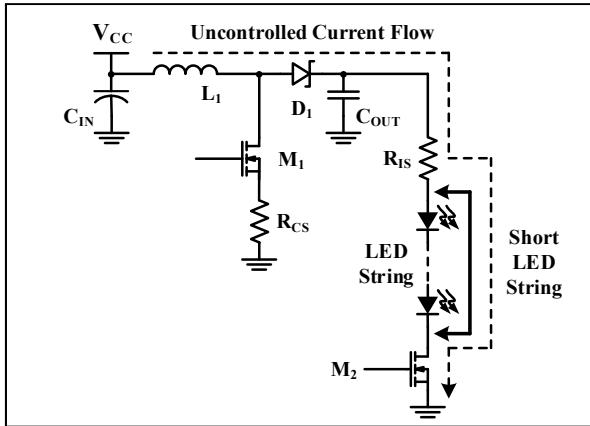 Uncontrolled Current Flow
VCC
L1
D1
CIN
COUT
M1
RIS
RCS
LED
String
Short
LED
String
M2